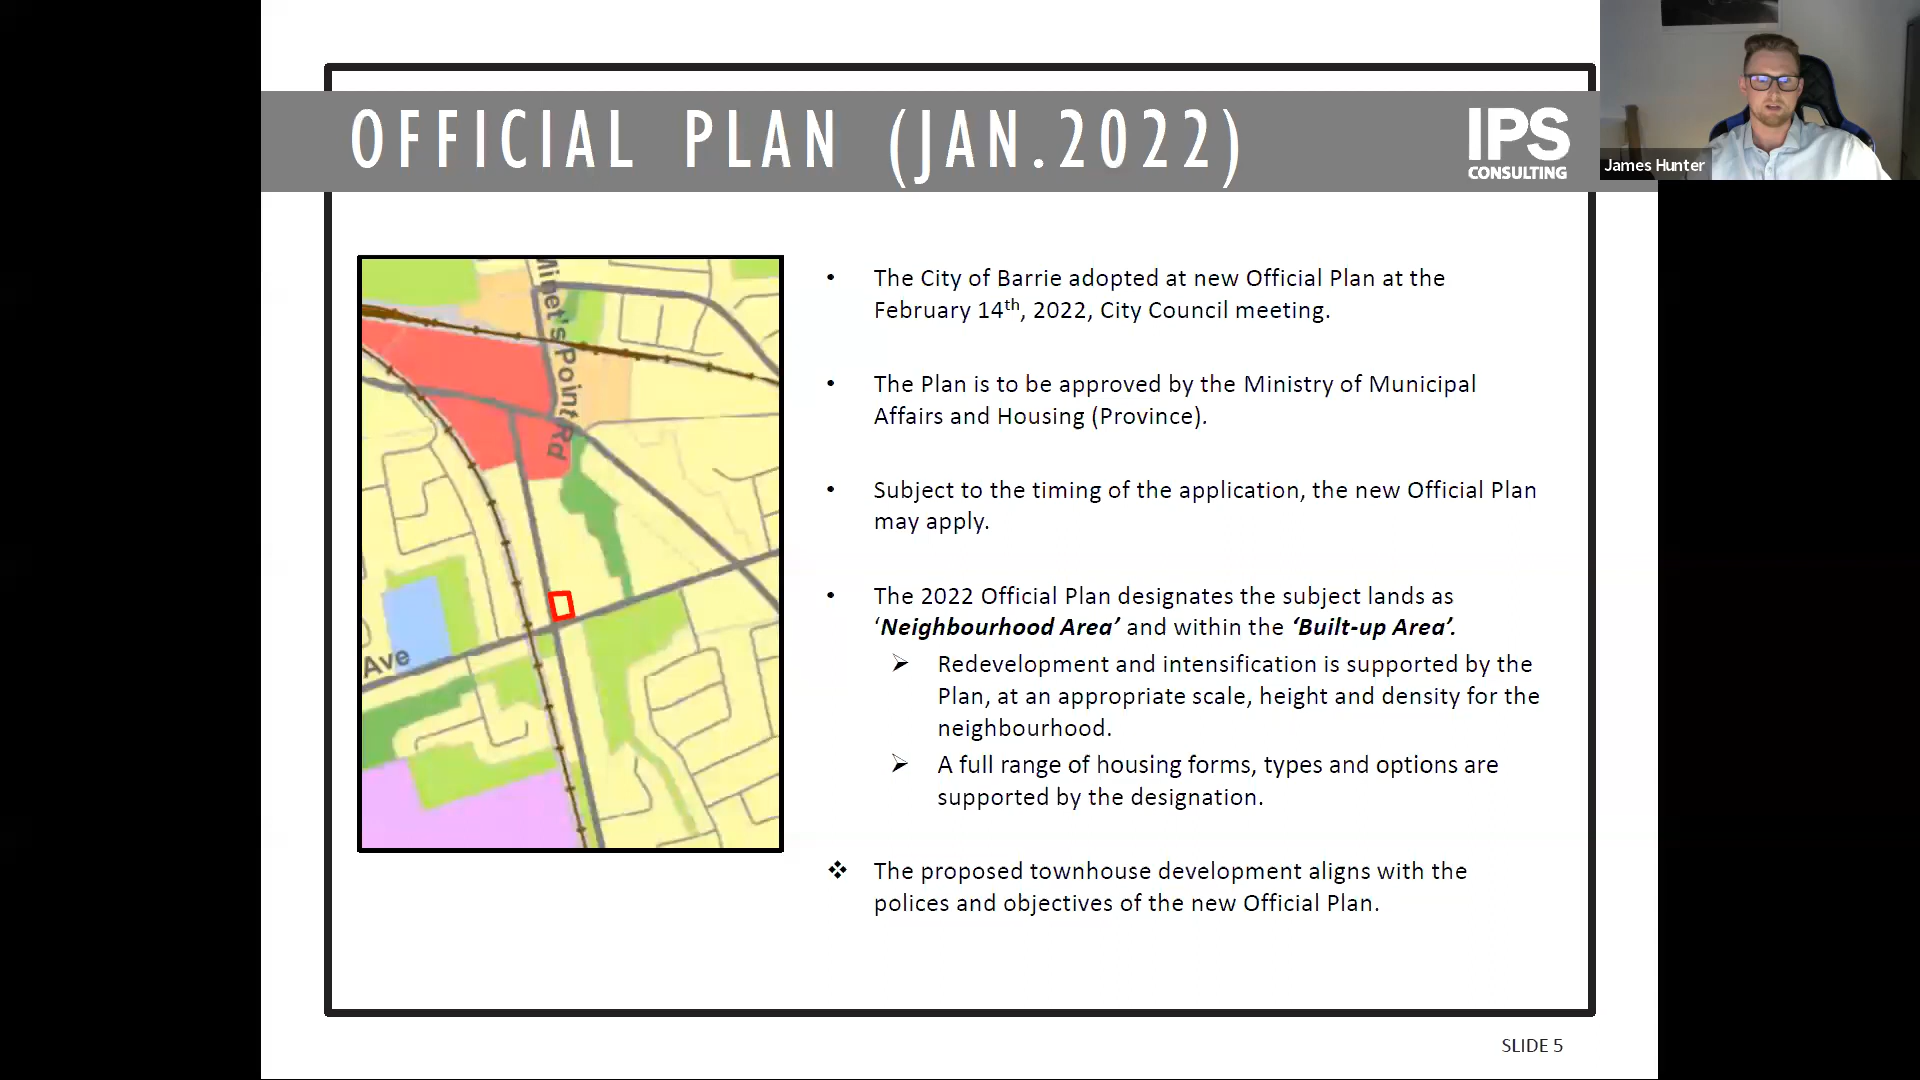 OFFICIAL PLAN (JAN.2022)
IPS
CONSULTING
James Hunter
Minet's Point Rd
Ave
• The City of Barrie adopted at new Official Plan at the
February 14th, 2022, City Council meeting.
• The Plan is to be approved by the Ministry of Municipal
Affairs and Housing (Province).
• Subject to the timing of the application, the new Official Plan
may apply.
• The 2022 Official Plan designates the subject lands as
‘Neighbourhood Area’ and within the ‘Built-up Area’.
➢ Redevelopment and intensification is supported by the
Plan, at an appropriate scale, height and density for the
neighbourhood.
➢ A full range of housing forms, types and options are
supported by the designation.
❖ The proposed townhouse development aligns with the
polices and objectives of the new Official Plan.
SLIDE 5